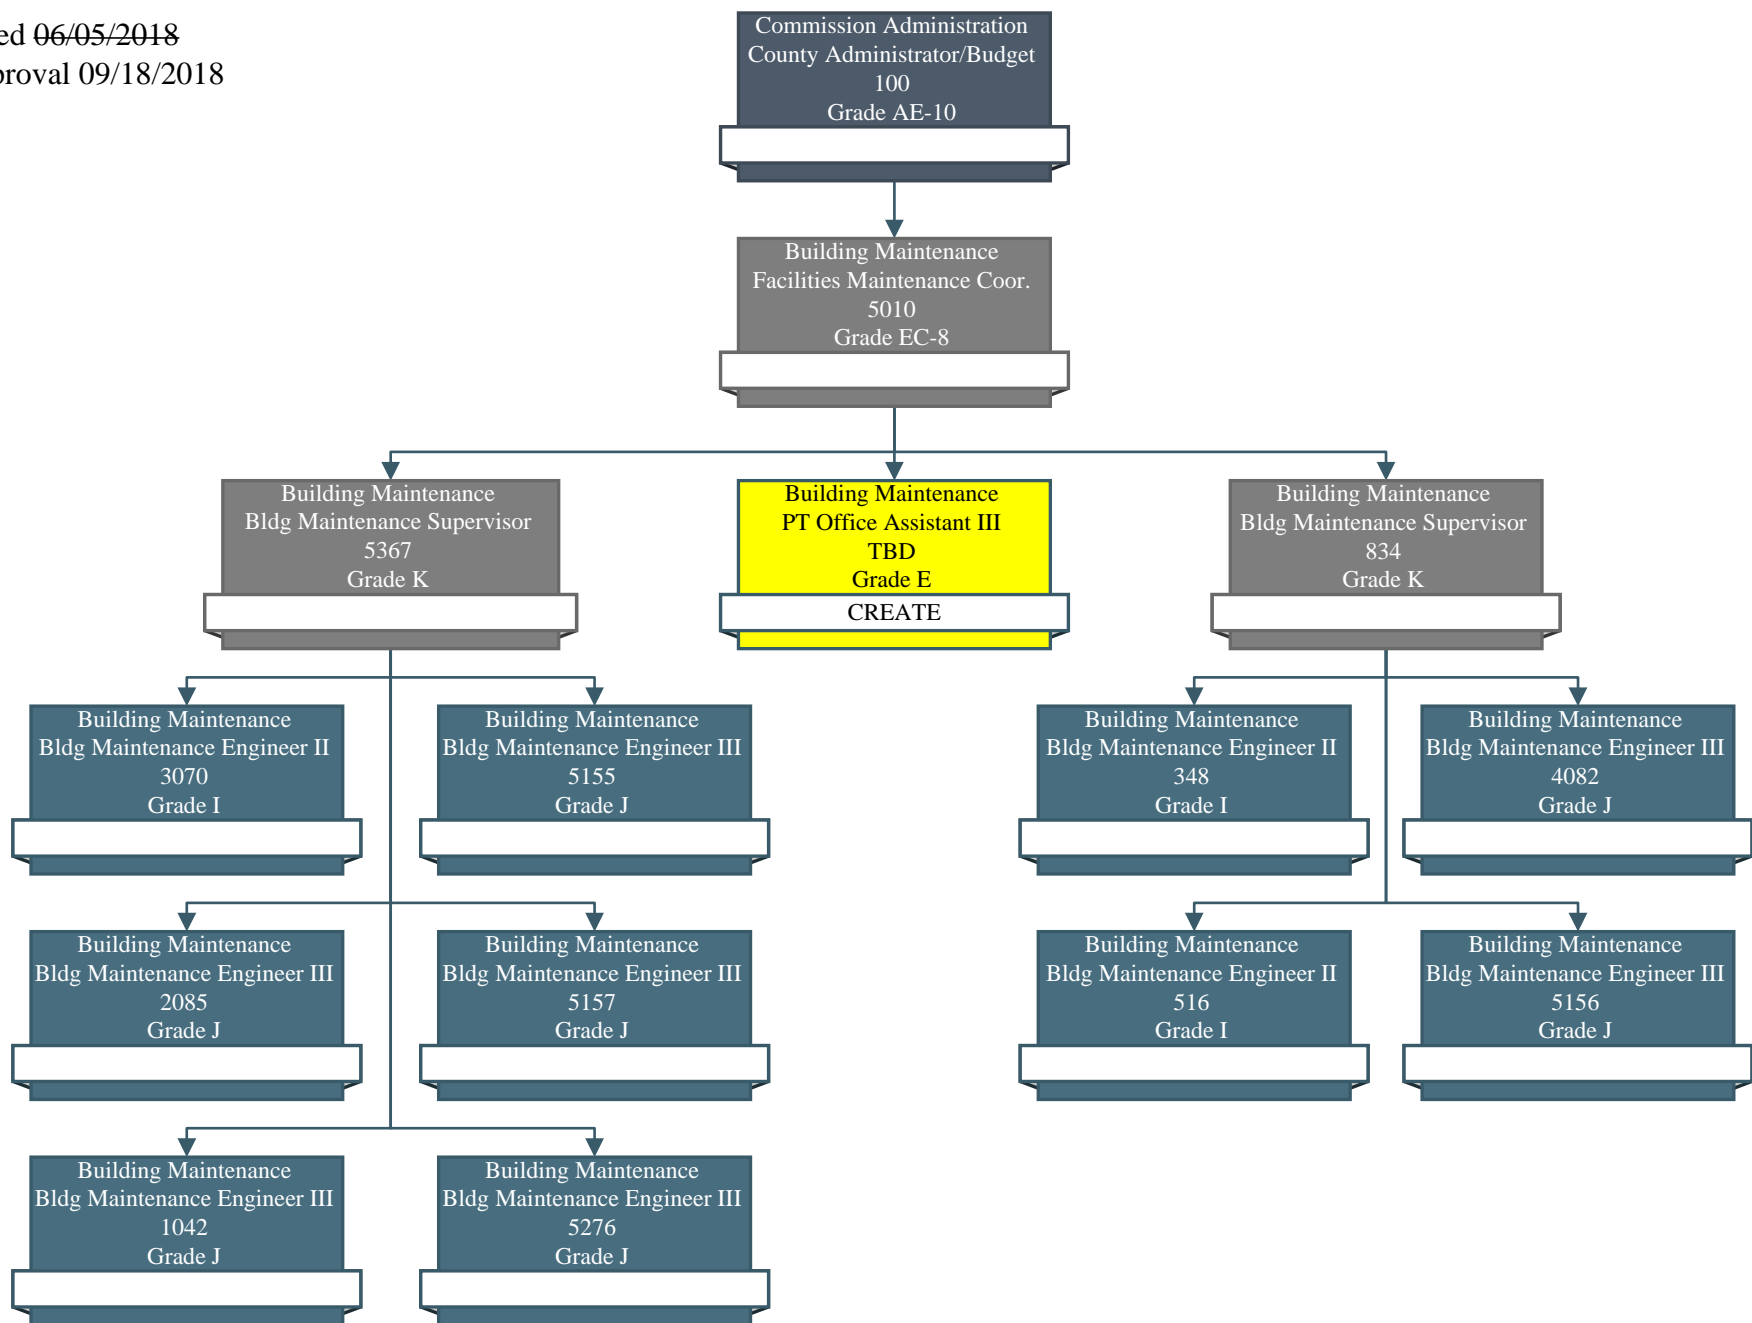 ed 06/05/2018
proval 09/18/2018
Commission Administration
County Administrator/Budget
100
Grade AE-10
Building Maintenance
Facilities Maintenance Coor.
5010
Grade EC-8
Building Maintenance
Bldg Maintenance Supervisor
5367
Grade K
Building Maintenance
PT Office Assistant III
TBD
Grade E
CREATE
Building Maintenance
Bldg Maintenance Supervisor
834
Grade K
Building Maintenance
Bldg Maintenance Engineer II
3070
Grade I
Building Maintenance
Bldg Maintenance Engineer III
5155
Grade J
Building Maintenance
Bldg Maintenance Engineer II
348
Grade I
Building Maintenance
Bldg Maintenance Engineer III
4082
Grade J
Building Maintenance
Bldg Maintenance Engineer III
2085
Grade J
Building Maintenance
Bldg Maintenance Engineer III
5157
Grade J
Building Maintenance
Bldg Maintenance Engineer II
516
Grade I
Building Maintenance
Bldg Maintenance Engineer III
5156
Grade J
Building Maintenance
Bldg Maintenance Engineer III
1042
Grade J
Building Maintenance
Bldg Maintenance Engineer III
5276
Grade J